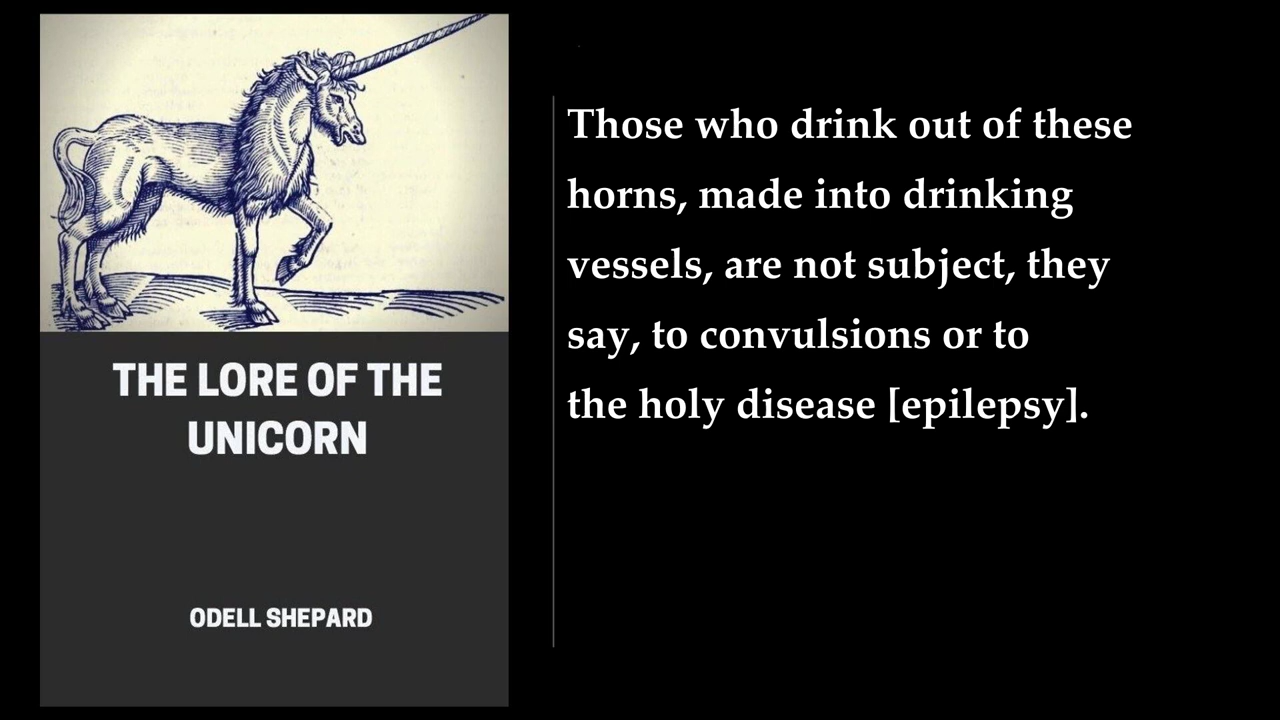 THE LORE OF THE
UNICORN
ODELL SHEPARD
Those who drink out of these
horns, made into drinking
vessels, are not subject, they
say, to convulsions or to
the holy disease [epilepsy].